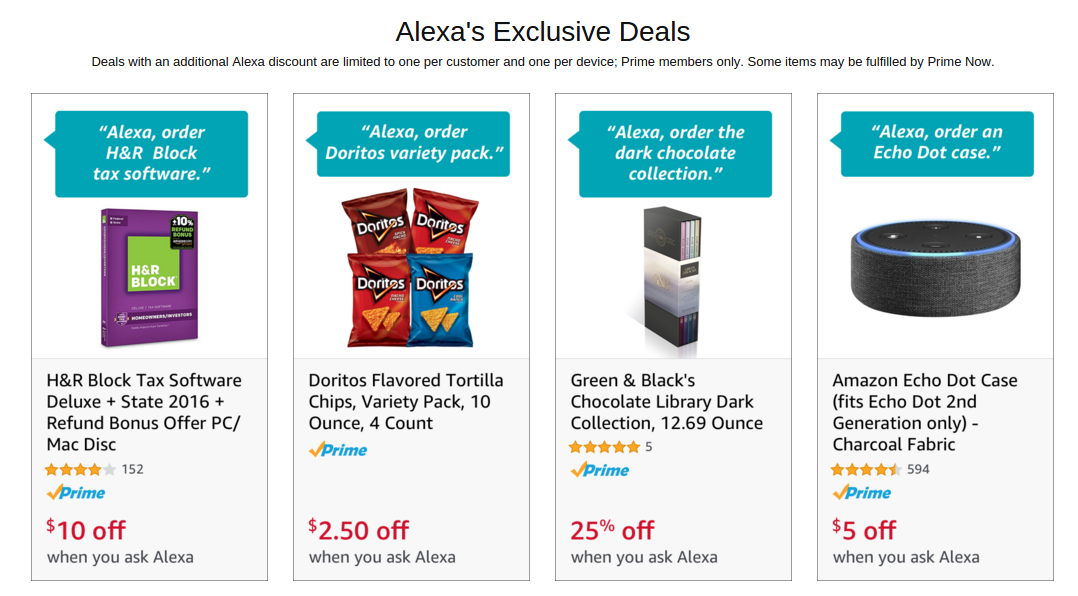 Alexa's Exclusive Deals
Deals with an additional Alexa discount are limited to one per customer and one per device; Prime members only. Some items may be fulfilled by Prime Now.
“Alexa, order
H&R Block
tax software.”
±10%
REFUND
BONUS
H&R
BLOCK
HOMEOWNERS/INVESTORS
H&R Block Tax Software
Deluxe + State 2016 +
Refund Bonus Offer PC/
Mac Disc
152
Prime
$10 off
when you ask Alexa
“Alexa, order
Doritos variety pack.”
Doritos
Doritos
Doritos
Doritos
Doritos Flavored Tortilla
Chips, Variety Pack, 10
Ounce, 4 Count
Prime
$2.50 off
when you ask Alexa
“Alexa, order the
dark chocolate
collection.”
Green & Black's
Chocolate Library Dark
Collection, 12.69 Ounce
5
Prime
25% off
when you ask Alexa
“Alexa, order an
Echo Dot case.”
Amazon Echo Dot Case
(fits Echo Dot 2nd
Generation only) -
Charcoal Fabric
594
Prime
$5 off
when you ask Alexa